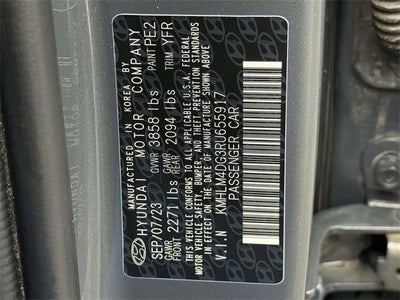 MANUFACTURED IN KOREA BY
HYUNDAI MOTOR COMPANY
SEP/07/23 GVWR 3858 lbs PAINT PE2
GAWR FRONT 2271 lbs GAWR REAR 2094 lbs TRIM YFR
THIS VEHICLE CONFORMS TO ALL APPLICABLE U.S. FEDERAL
MOTOR VEHICLE SAFETY, BUMPER, AND THEFT PREVENTION STANDARDS
IN EFFECT ON THE DATE OF MANUFACTURE SHOWN ABOVE.
V.I.N KMHLM4DG3RU655917
PASSENGER CAR